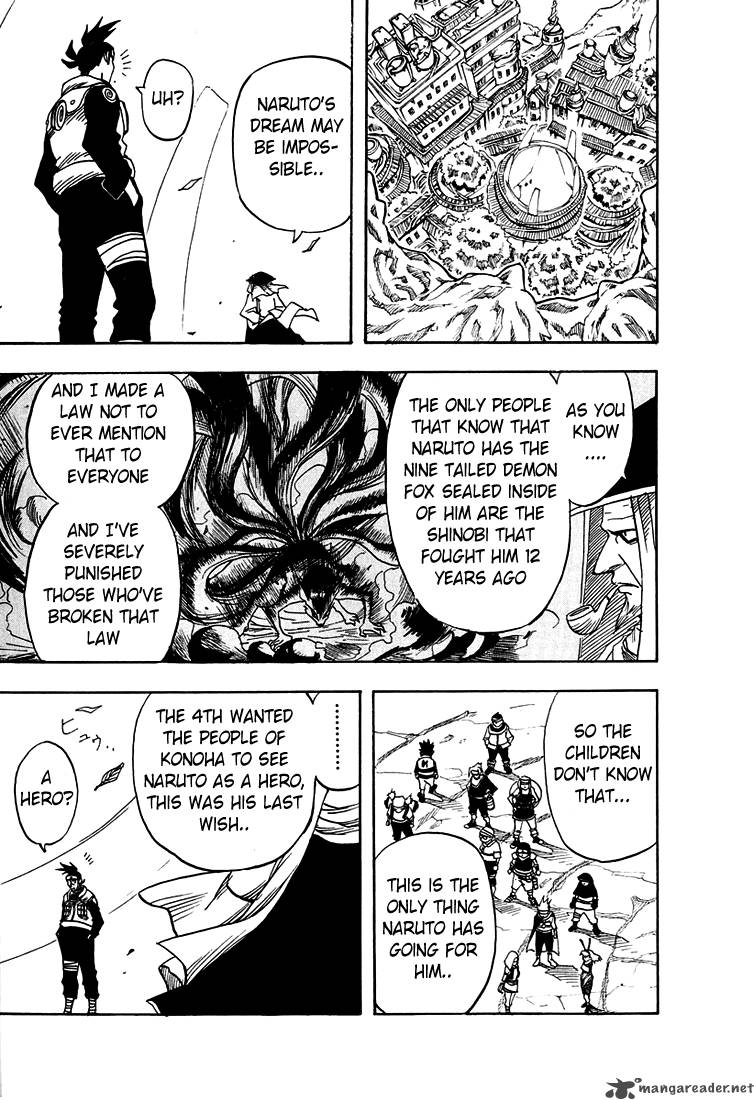 NARUTO'S
DREAM MAY
BE IMPOS-
SIBLE..
UH?
AS YOU
KNOW
....
THE ONLY PEOPLE
THAT KNOW THAT
NARUTO HAS THE
NINE TAILED DEMON
FOX SEALED INSIDE
OF HIM ARE THE
SHINOBI THAT
FOUGHT HIM 12
YEARS AGO
AND I MADE A
LAW NOT TO
EVER MENTION
THAT TO
EVERYONE
AND I'VE
SEVERELY
PUNISHED
THOSE WHO'VE
BROKEN THAT
LAW
SO THE
CHILDREN
DON'T KNOW
THAT...
THIS IS THE
ONLY THING
NARUTO HAS
GOING FOR
HIM..
........
THE 4TH WANTED
THE PEOPLE OF
KONOHA TO SEE
NARUTO AS A HERO,
THIS WAS HIS LAST
WISH..
ヒュウ..
A
HERO?
mangareader.net